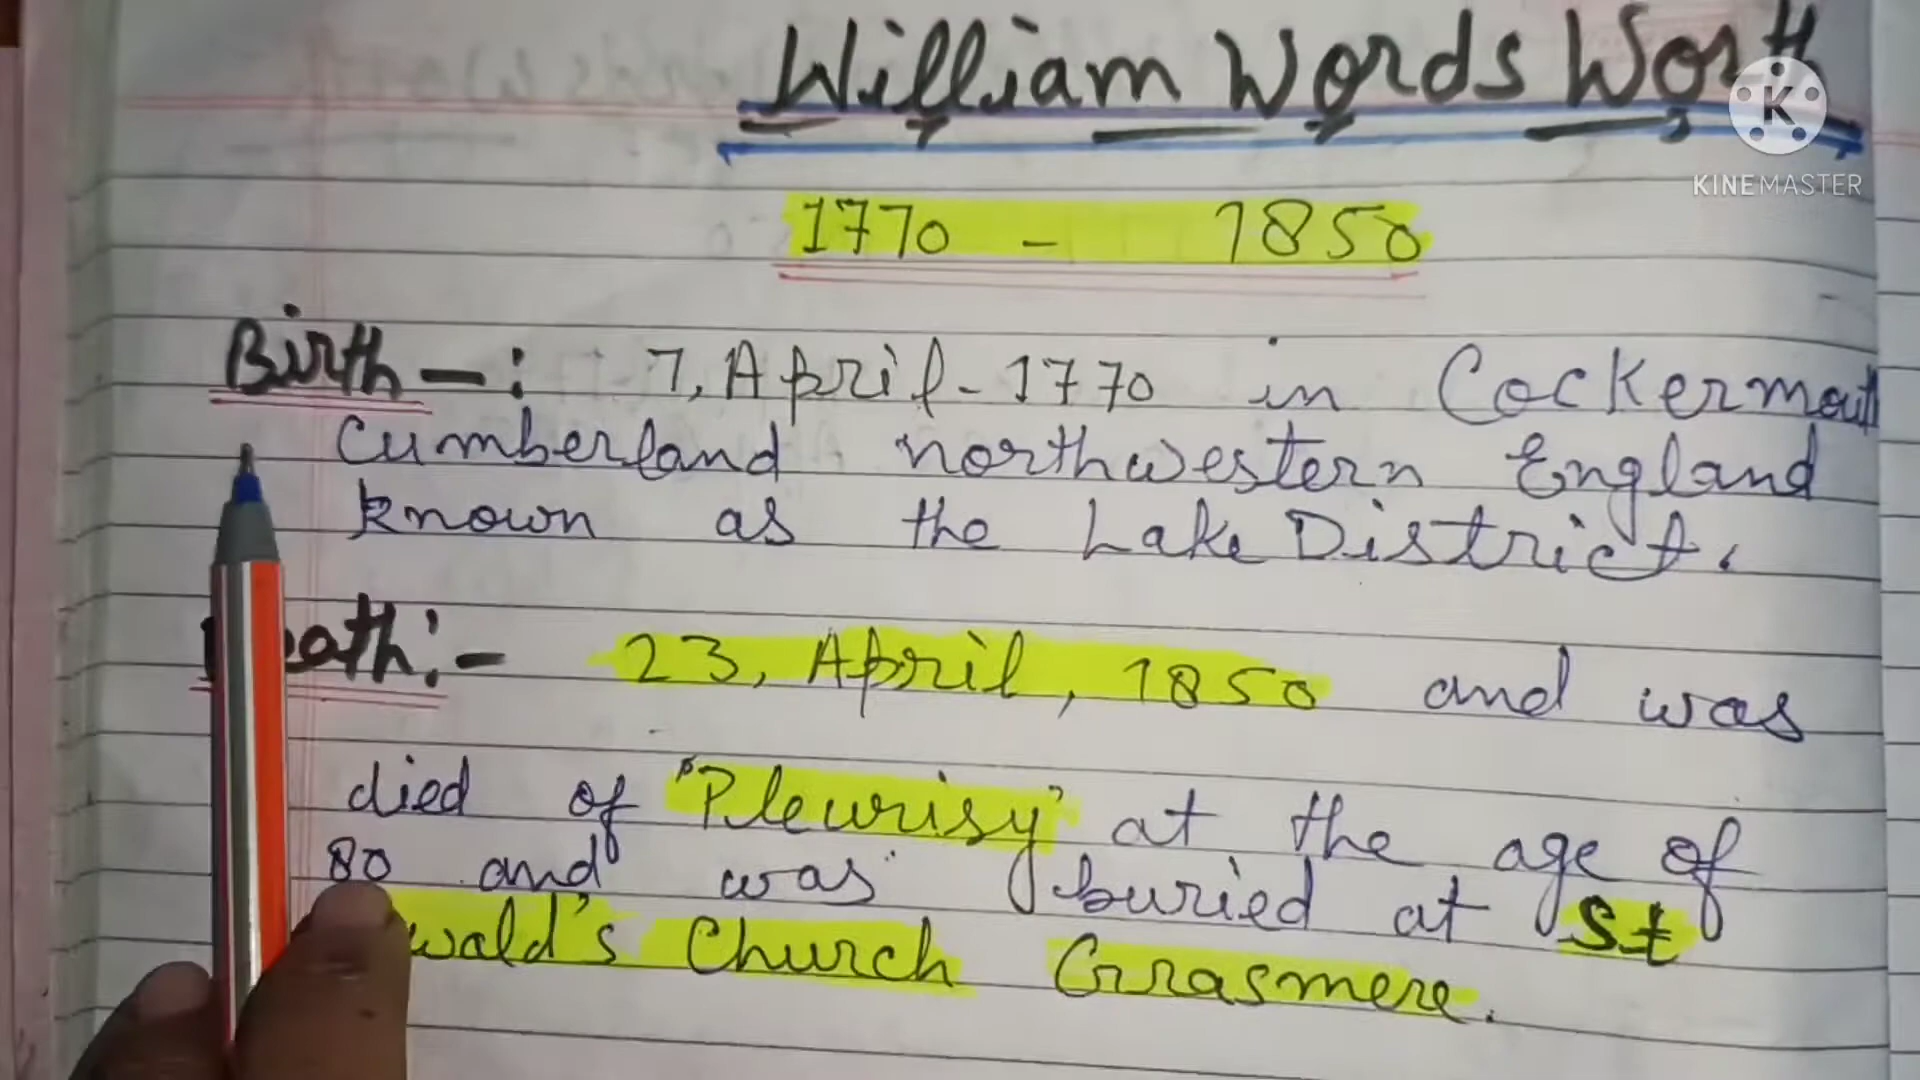 William Words Worth
KINEMASTER
1770 - 1850
Birth-: 7, April-1770 in Cockermouth
Cumberland northwestern England
known as the Lake District.
23, April, 1850 and was
died of "Pleurisy" at the age of
80 and was buried at St
wald's Church Grrasmere.